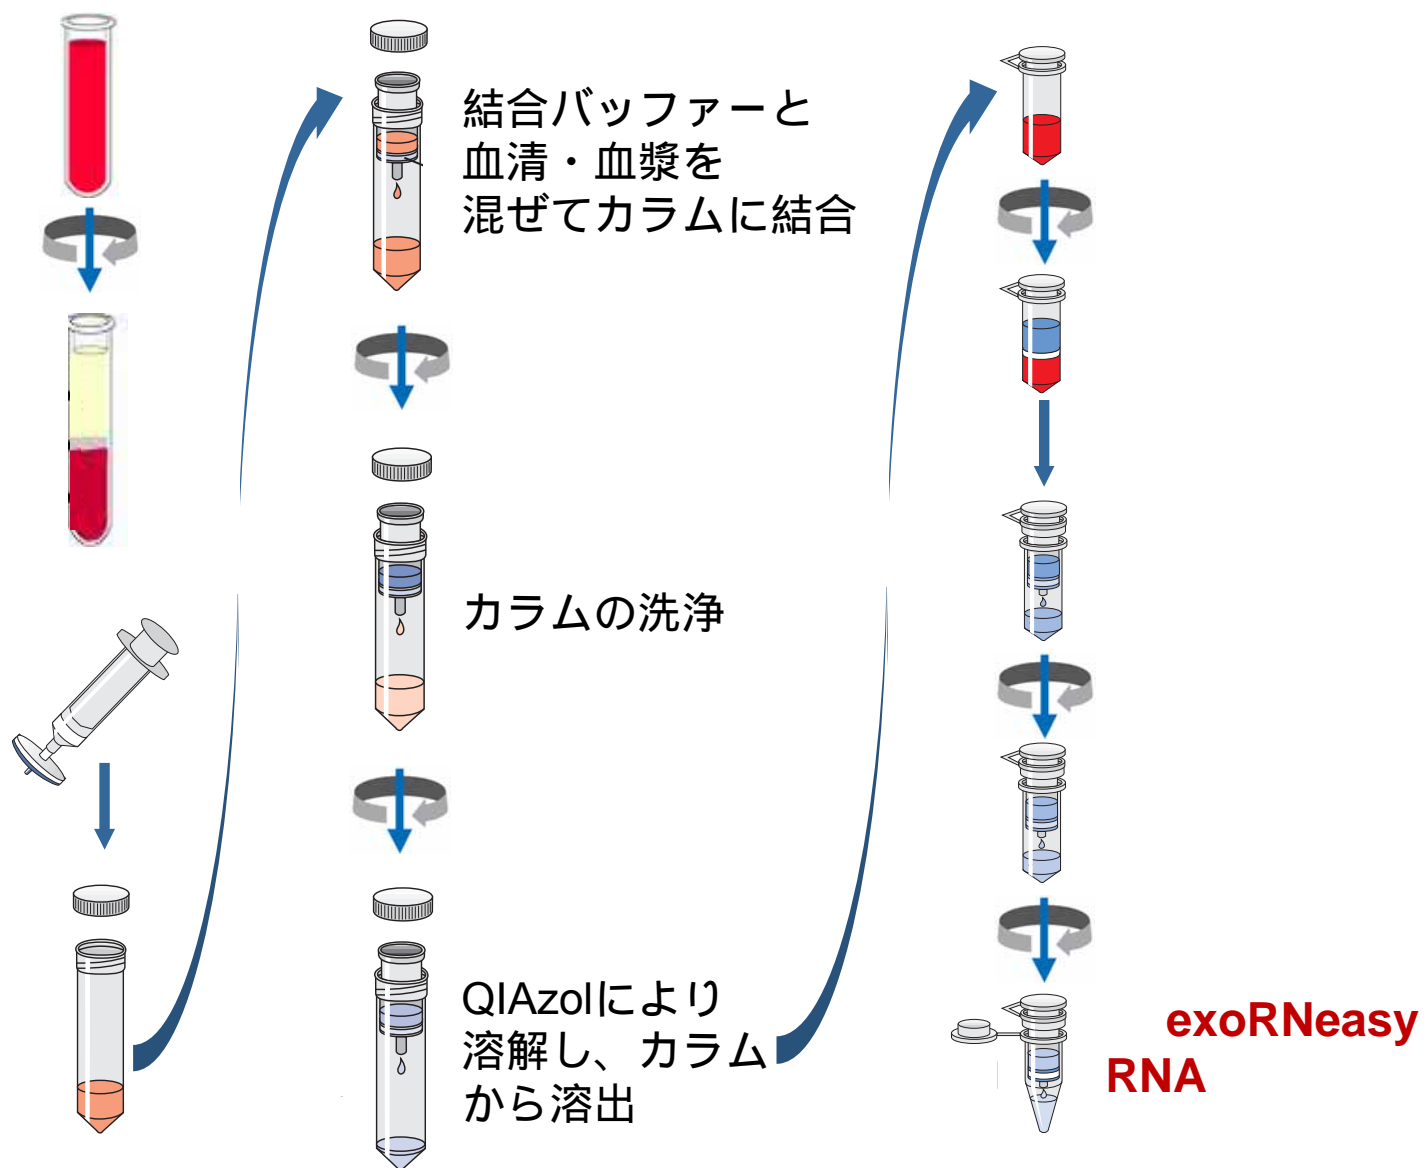 結合バッファーと
血清・血漿を
混ぜてカラムに結合
カラムの洗浄
QIAzolにより
溶解し、カラム
から溶出
exoRNeasy
RNA